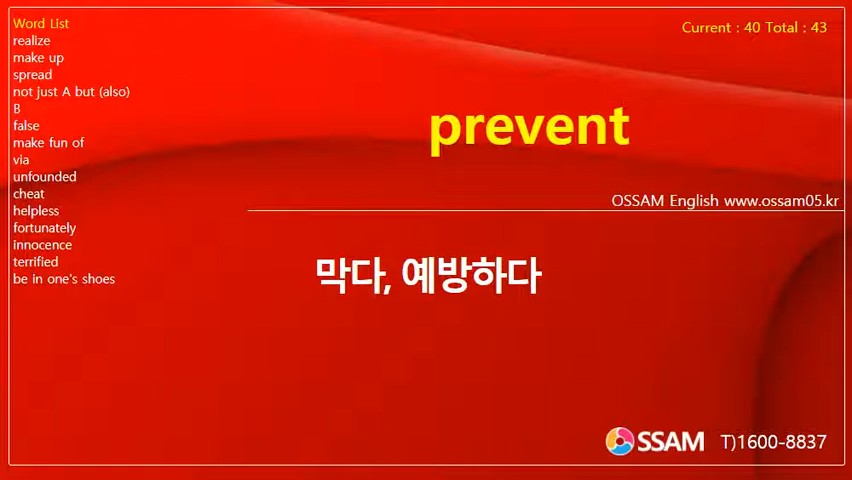 Word List
realize
make up
spread
not just A but (also)
B
false
make fun of
via
unfounded
cheat
helpless
fortunately
innocence
terrified
be in one's shoes
Current : 40 Total : 43
prevent
OSSAM English www.ossam05.kr
막다, 예방하다
OSSAM T)1600-8837